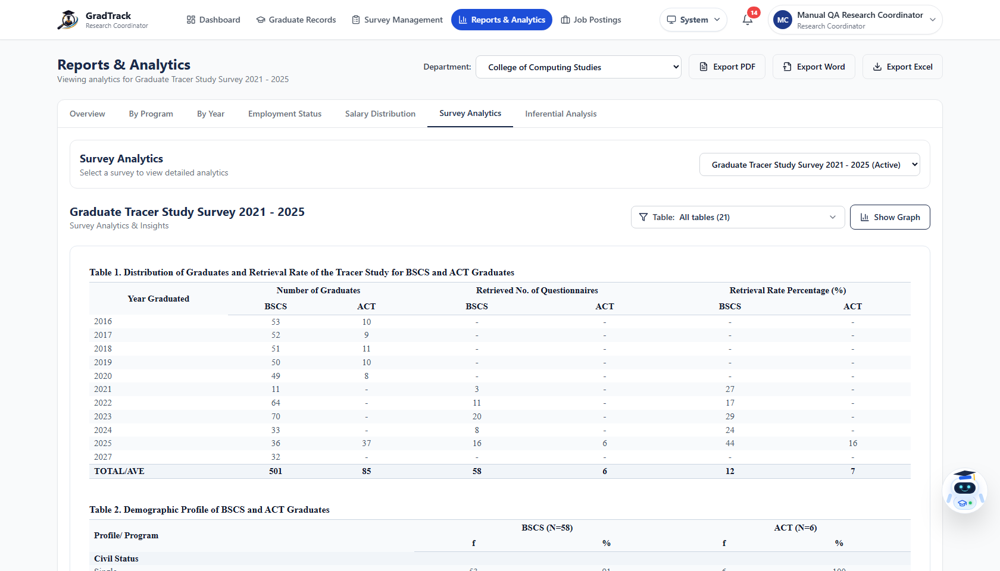 GradTrack
Research Coordinator
Dashboard
Graduate Records
Survey Management
Reports & Analytics
Job Postings
System
14
MC
Manual QA Research Coordinator
Research Coordinator
Reports & Analytics
Viewing analytics for Graduate Tracer Study Survey 2021 - 2025
Department:
College of Computing Studies
Export PDF
Export Word
Export Excel
Overview
By Program
By Year
Employment Status
Salary Distribution
Survey Analytics
Inferential Analysis
Survey Analytics
Select a survey to view detailed analytics
Graduate Tracer Study Survey 2021 - 2025 (Active)
Graduate Tracer Study Survey 2021 - 2025
Survey Analytics & Insights
Table: All tables (21)
Show Graph
Table 1. Distribution of Graduates and Retrieval Rate of the Tracer Study for BSCS and ACT Graduates
Year Graduated Number of Graduates Retrieved No. of Questionnaires Retrieval Rate Percentage (%)
BSCS ACT BSCS ACT BSCS ACT
2016 53 10 - - - -
2017 52 9 - - - -
2018 51 11 - - - -
2019 50 10 - - - -
2020 49 8 - - - -
2021 11 - 3 - 27 -
2022 64 - 11 - 17 -
2023 70 - 20 - 29 -
2024 33 - 8 - 24 -
2025 36 37 16 6 44 16
2027 32 - - - - -
TOTAL/AVE 501 85 58 6 12 7
Table 2. Demographic Profile of BSCS and ACT Graduates
Profile/ Program BSCS (N=58) ACT (N=6)
f % f %
Civil Status
Single 53 91 6 100